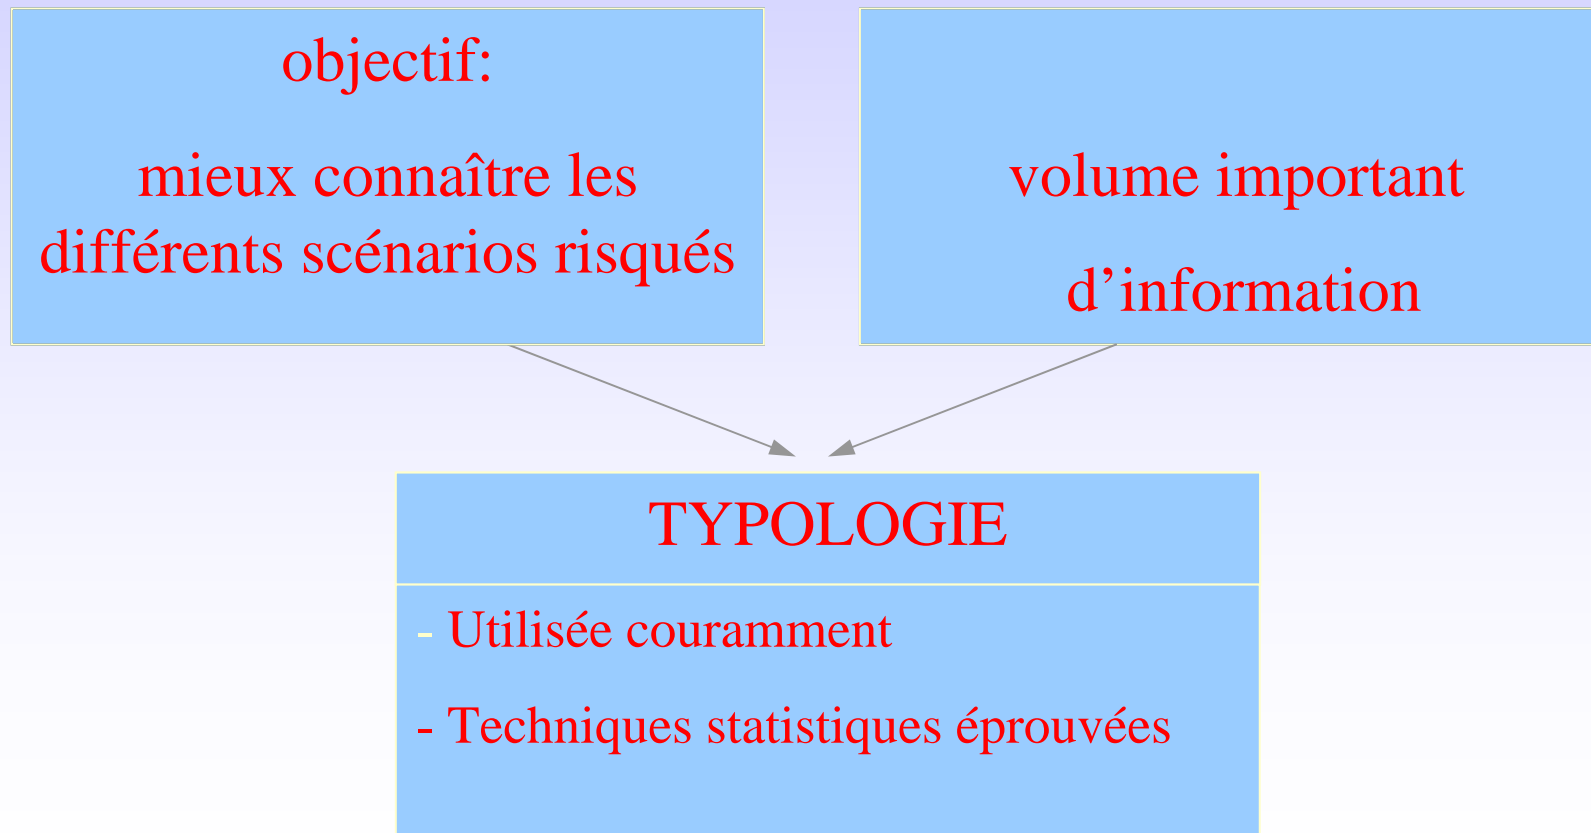 objectif:
mieux connaître les
différents scénarios risqués
volume important
d’information
TYPOLOGIE
- Utilisée couramment
- Techniques statistiques éprouvées